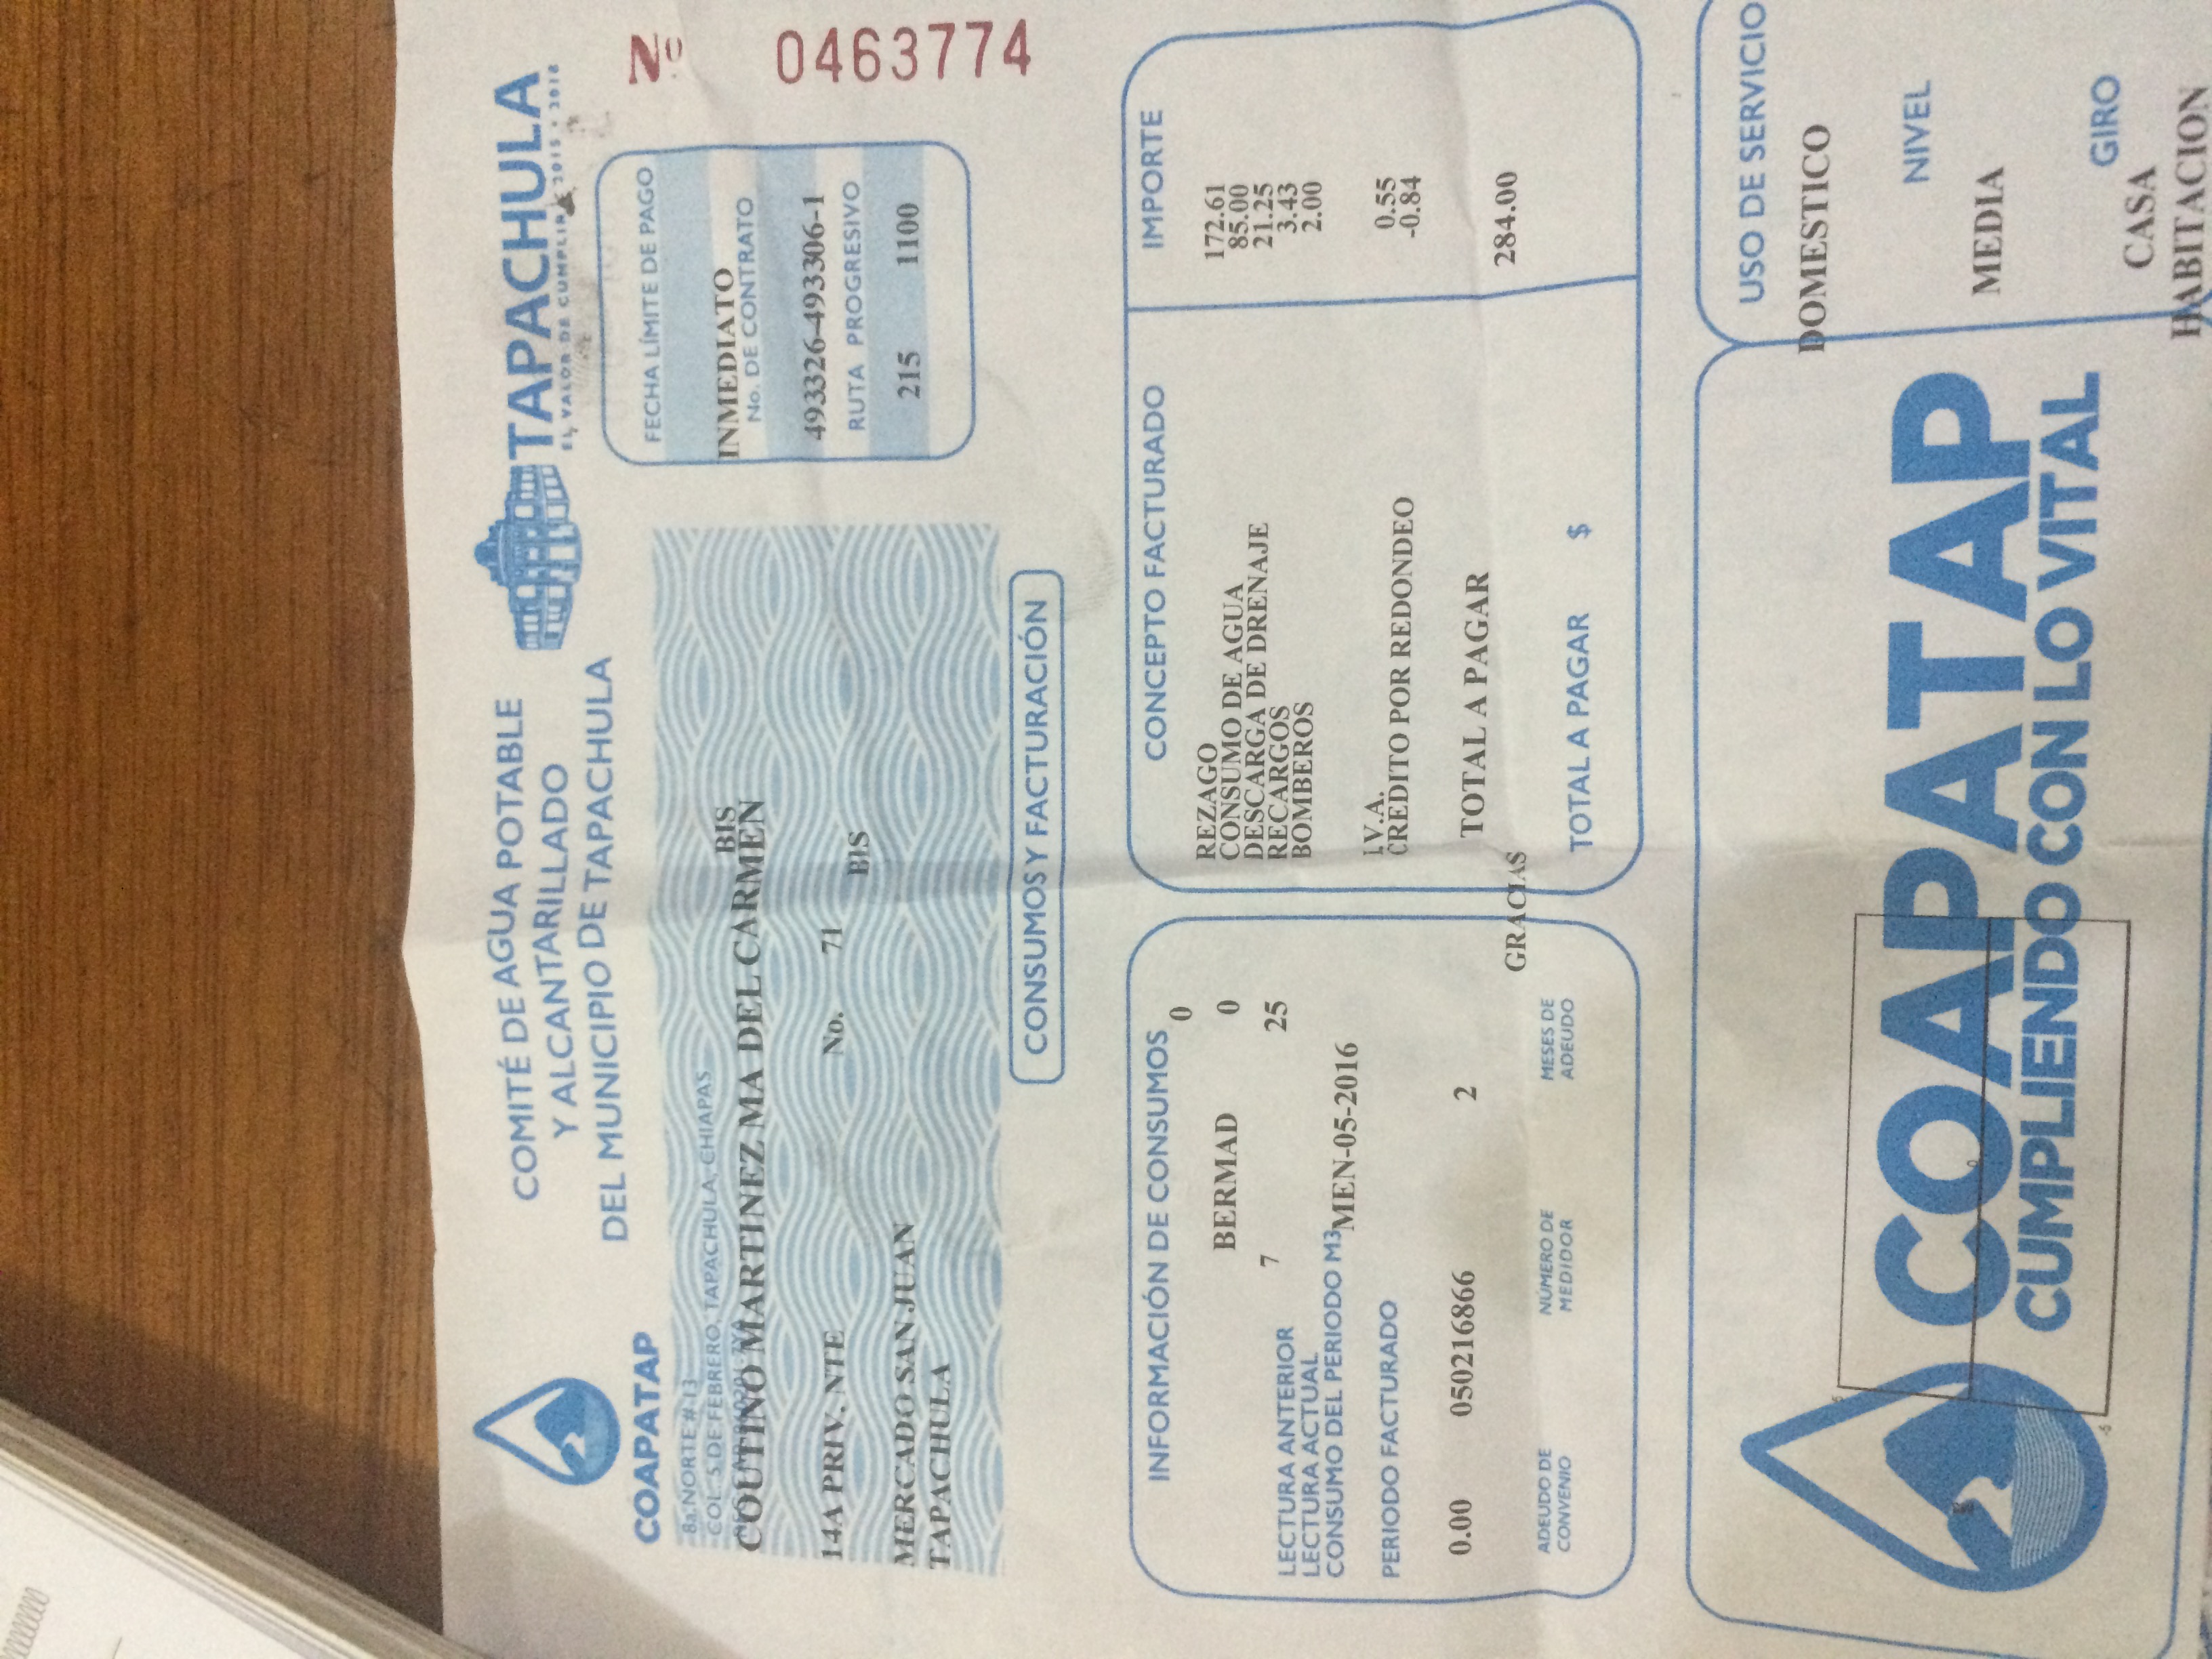 COAPATAP
COMITÉ DE AGUA POTABLE
Y ALCANTARILLADO
DEL MUNICIPIO DE TAPACHULA
TAPACHULA
EL VALOR DE CUMPLIR 2015 • 2018
8a. NORTE # 13
COL. 5 DE FEBRERO, TAPACHULA, CHIAPAS
BIS
COUTINO MARTINEZ MA DEL CARMEN
14A PRIV. NTE No. 71
BIS
MERCADO SAN JUAN
TAPACHULA
FECHA LÍMITE DE PAGO
INMEDIATO
No. DE CONTRATO
493326-493306-1
RUTA PROGRESIVO
215 1100
Nº 0463774
CONSUMOS Y FACTURACIÓN
INFORMACIÓN DE CONSUMOS
0
BERMAD 0
7 25
LECTURA ANTERIOR
LECTURA ACTUAL
CONSUMO DEL PERIODO M3
MEN-05-2016
PERIODO FACTURADO
0.00 050216866 2
GRACIAS
ADEUDO DE CONVENIO
NÚMERO DE MEDIDOR
MESES DE ADEUDO
CONCEPTO FACTURADO IMPORTE
REZAGO 172.61
CONSUMO DE AGUA 85.00
DESCARGA DE DRENAJE 21.25
RECARGOS 3.43
BOMBEROS 2.00
I.V.A. 0.55
CREDITO POR REDONDEO -0.84
TOTAL A PAGAR
284.00
TOTAL A PAGAR $
COAPATAP
CUMPLIENDO CON LO VITAL
0
-5
USO DE SERVICIO
DOMESTICO
NIVEL
MEDIA
GIRO
CASA
HABITACION